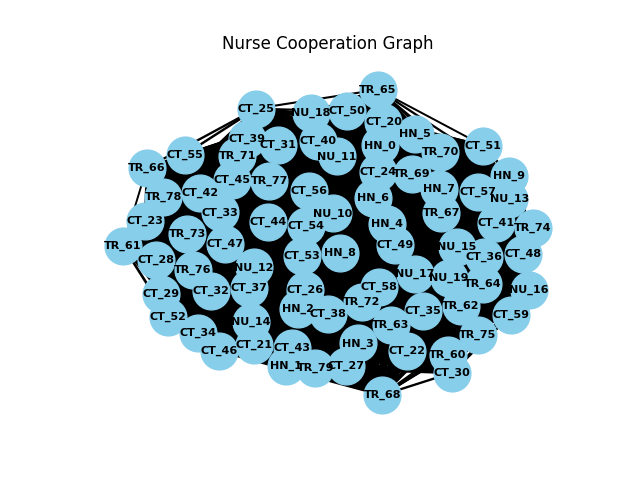 Nurse Cooperation Graph
TR_65
CT_25
NU_18
CT_50
CT_20
HN_5
CT_39
CT_31
CT_40
HN_0
CT_51
TR_70
CT_55
TR_71
NU_11
TR_66
CT_24
TR_69
HN_9
CT_45
TR_77
HN_7
CT_57
TR_78
CT_42
CT_56
HN_6
NU_13
CT_33
NU_10
TR_67
CT_23
CT_44
CT_54
HN_4
CT_41
TR_74
TR_73
TR_61
CT_47
CT_49
NU_15
CT_28
CT_53
HN_8
CT_36
CT_48
TR_76
NU_12
NU_17
NU_19
TR_64
CT_29
CT_32
CT_37
CT_26
CT_58
NU_16
HN_2
TR_72
TR_62
CT_52
NU_14
CT_38
CT_35
CT_59
TR_63
CT_34
TR_75
CT_46
CT_21
CT_43
HN_3
CT_22
TR_60
HN_1
TR_79
CT_27
CT_30
TR_68